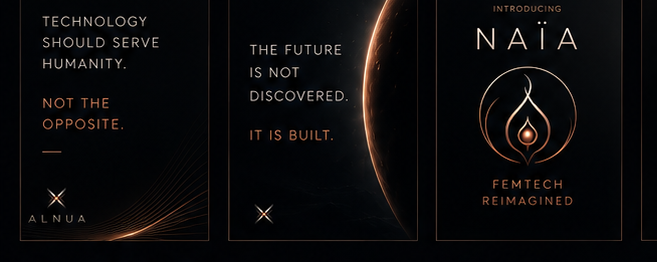 TECHNOLOGY
SHOULD SERVE
HUMANITY.
NOT THE
OPPOSITE.
ALNUA
THE FUTURE
IS NOT
DISCOVERED.
IT IS BUILT.
INTRODUCING
NAÏA
FEMTECH
REIMAGINED